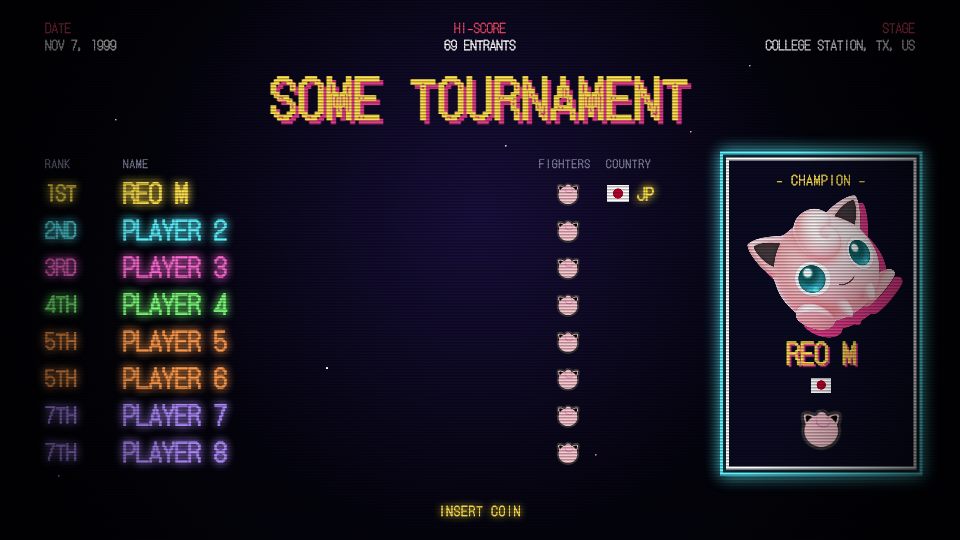 DATE
NOV 7, 1999
HI-SCORE
69 ENTRANTS
STAGE
COLLEGE STATION, TX, US
SOME TOURNAMENT
RANK NAME FIGHTERS COUNTRY
1ST REO M JP
2ND PLAYER 2
3RD PLAYER 3
4TH PLAYER 4
5TH PLAYER 5
5TH PLAYER 6
7TH PLAYER 7
7TH PLAYER 8
- CHAMPION -
REO M
INSERT COIN